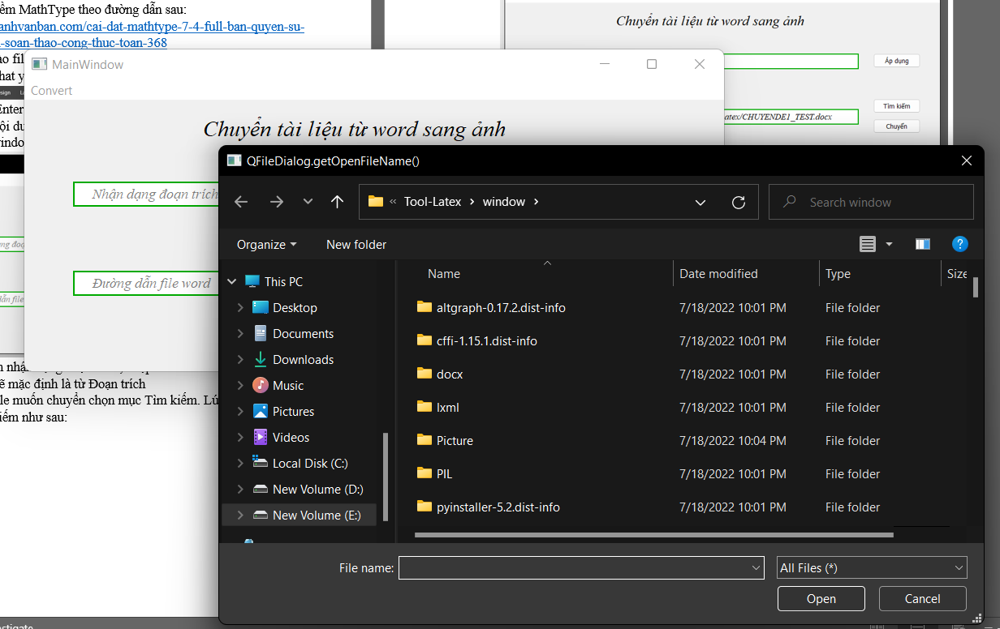 ềm MathType theo đường dẫn sau:
anhvanban.com/cai-dat-mathtype-7-4-full-ban-quyen-su-
-soan-thao-cong-thuc-toan-368
Chuyển tài liệu từ word sang ảnh
Áp dụng
Tìm kiếm
atex/CHUYENDE1_TEST.docx
Chuyển
MainWindow
Convert
Chuyển tài liệu từ word sang ảnh
Nhận dạng đoạn trích
Đường dẫn file word
QFileDialog.getOpenFileName()
« Tool-Latex > window >
Search window
Organize
New folder
Name
Date modified
Type
Size
This PC
Desktop
Documents
Downloads
Music
Pictures
Videos
Local Disk (C:)
New Volume (D:)
New Volume (E:)
altgraph-0.17.2.dist-info 7/18/2022 10:01 PM File folder
cffi-1.15.1.dist-info 7/18/2022 10:01 PM File folder
docx 7/18/2022 10:01 PM File folder
lxml 7/18/2022 10:01 PM File folder
Picture 7/18/2022 10:04 PM File folder
PIL 7/18/2022 10:01 PM File folder
pyinstaller-5.2.dist-info 7/18/2022 10:01 PM File folder
File name:
All Files (*)
Open
Cancel
ẽ mặc định là từ Đoạn trích
le muốn chuyển chọn mục Tìm kiếm. Lú
iếm như sau: